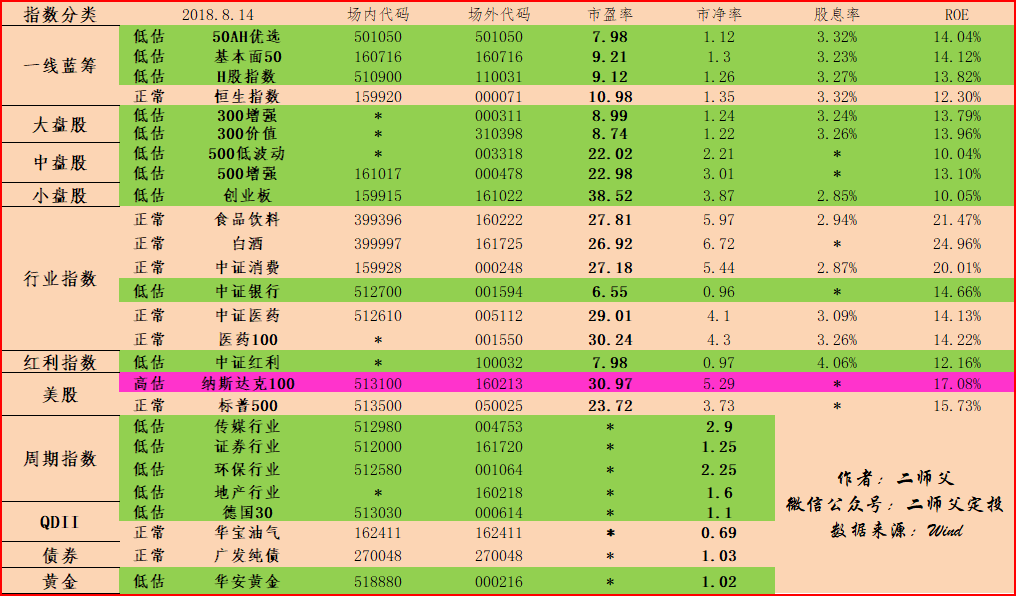 指数分类 2018.8.14 场内代码 场外代码 市盈率 市净率 股息率 ROE
一线蓝筹
低估 50AH优选 501050 501050 7.98 1.12 3.32% 14.04%
低估 基本面50 160716 160716 9.21 1.3 3.23% 14.12%
低估 H股指数 510900 110031 9.12 1.26 3.27% 13.82%
正常 恒生指数 159920 000071 10.98 1.35 3.32% 12.30%
大盘股
低估 300增强 * 000311 8.99 1.24 3.24% 13.79%
低估 300价值 * 310398 8.74 1.22 3.26% 13.96%
中盘股
低估 500低波动 * 003318 22.02 2.21 * 10.04%
低估 500增强 161017 000478 22.98 3.01 * 13.10%
小盘股 低估 创业板 159915 161022 38.52 3.87 2.85% 10.05%
行业指数
正常 食品饮料 399396 160222 27.81 5.97 2.94% 21.47%
正常 白酒 399997 161725 26.92 6.72 * 24.96%
正常 中证消费 159928 000248 27.18 5.44 2.87% 20.01%
低估 中证银行 512700 001594 6.55 0.96 * 14.66%
正常 中证医药 512610 005112 29.01 4.1 3.09% 14.13%
正常 医药100 * 001550 30.24 4.3 3.26% 14.22%
红利指数 低估 中证红利 * 100032 7.98 0.97 4.06% 12.16%
美股
高估 纳斯达克100 513100 160213 30.97 5.29 * 17.08%
正常 标普500 513500 050025 23.72 3.73 * 15.73%
周期指数
低估 传媒行业 512980 004753 * 2.9
低估 证券行业 512000 161720 * 1.25
低估 环保行业 512580 001064 * 2.25
低估 地产行业 * 160218 * 1.6
QDII
低估 德国30 513030 000614 * 1.1
正常 华宝油气 162411 162411 * 0.69
债券 正常 广发纯债 270048 270048 * 1.03
黄金 低估 华安黄金 518880 000216 * 1.02
作者：二师父
微信公众号：二师父定投
数据来源：Wind